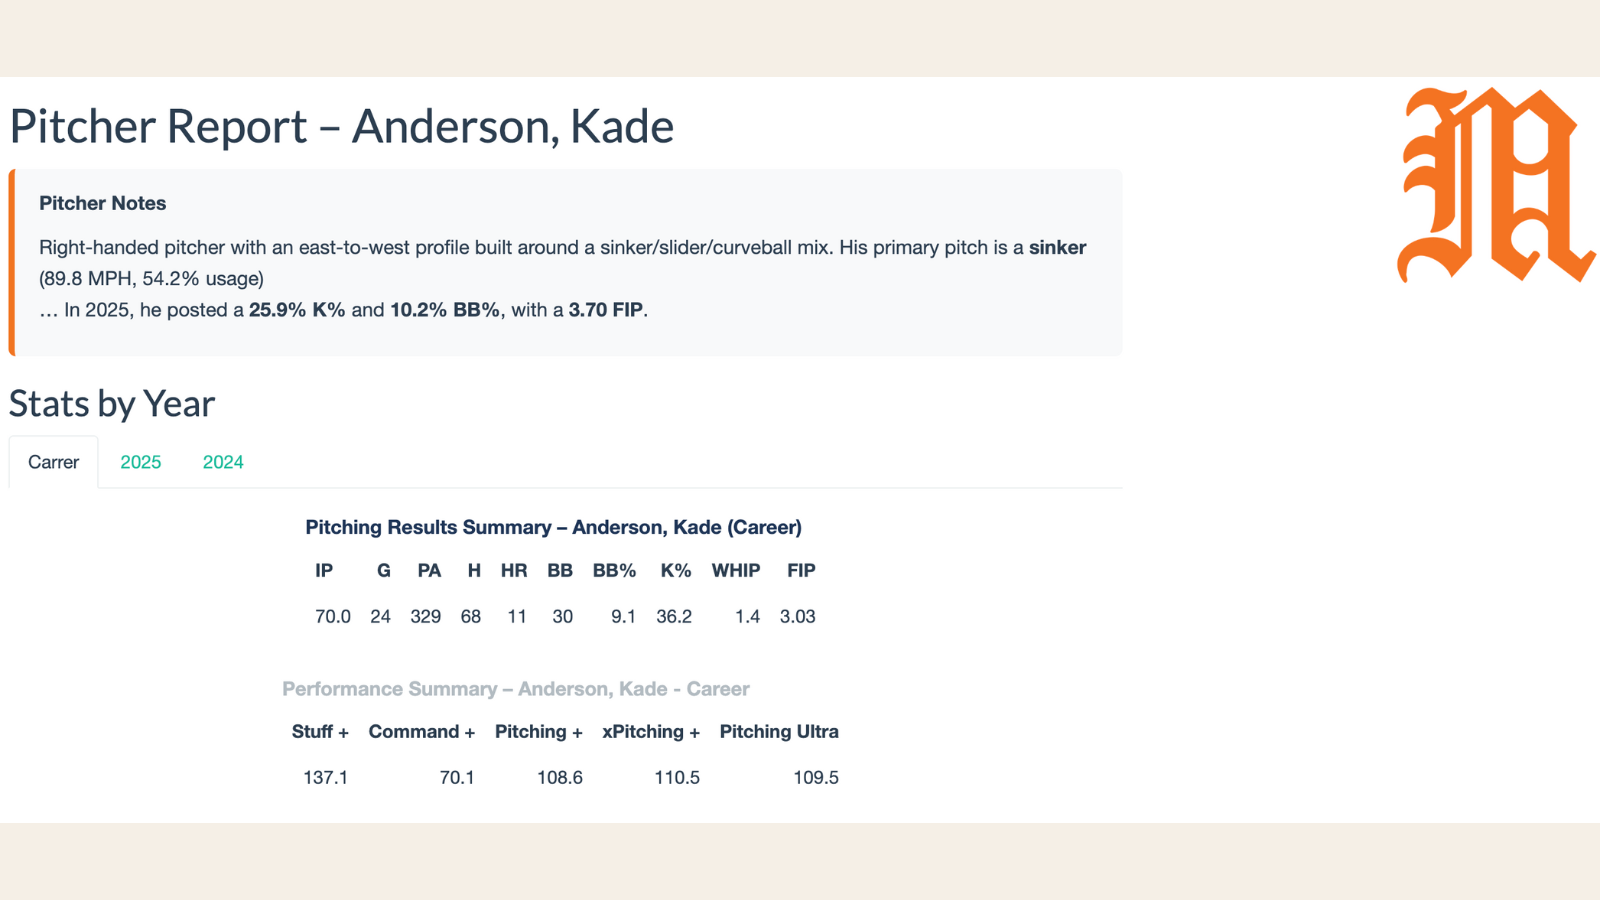 Pitcher Report – Anderson, Kade
Pitcher Notes
Right-handed pitcher with an east-to-west profile built around a sinker/slider/curveball mix. His primary pitch is a sinker
(89.8 MPH, 54.2% usage)
… In 2025, he posted a 25.9% K% and 10.2% BB%, with a 3.70 FIP.
Stats by Year
Carrer 2025 2024
Pitching Results Summary – Anderson, Kade (Career)
IP G PA H HR BB BB% K% WHIP FIP
70.0 24 329 68 11 30 9.1 36.2 1.4 3.03
Performance Summary – Anderson, Kade - Career
Stuff + Command + Pitching + xPitching + Pitching Ultra
137.1 70.1 108.6 110.5 109.5
M